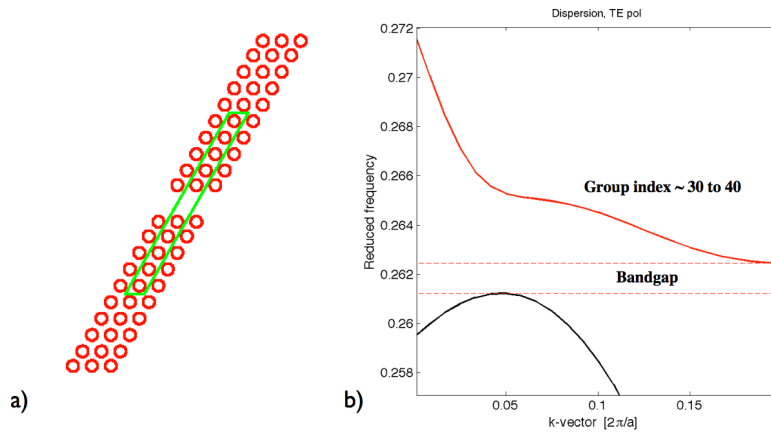 Dispersion, TE pol
0.272
0.27
0.268
0.266
0.264
0.262
0.26
0.258
Reduced frequency
Group index ~ 30 to 40
Bandgap
0.05
0.1
0.15
k-vector [2π/a]
a)
b)